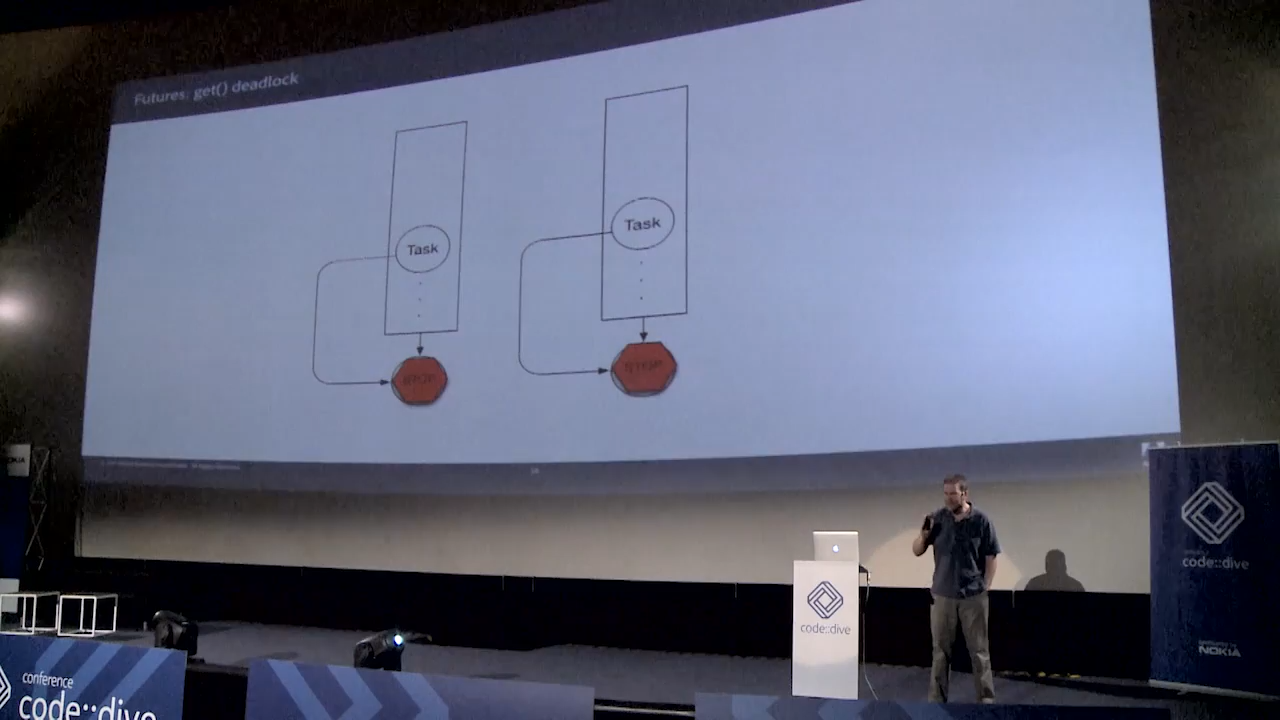 Futures: get() deadlock
Task
Task
STOP
STOP
code::dive
code::dive
NOKIA
conference
code::dive